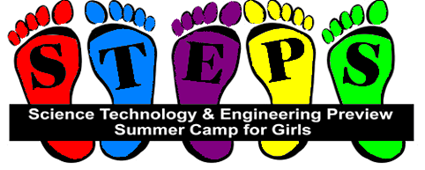 STEPS
Science Technology & Engineering Preview
Summer Camp for Girls